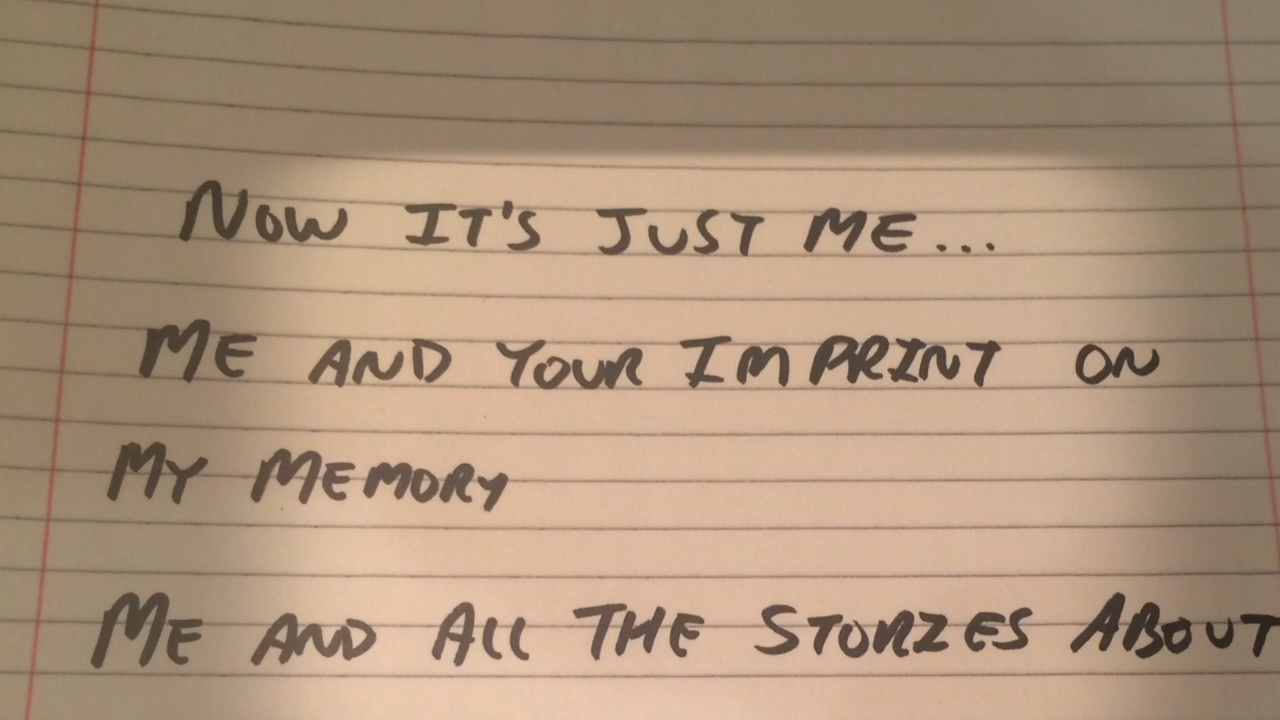 Now IT'S JUST ME...
ME AND YOUR IMPRINT ON
MY MEMORY
ME AND All THE STORIES ABOUT